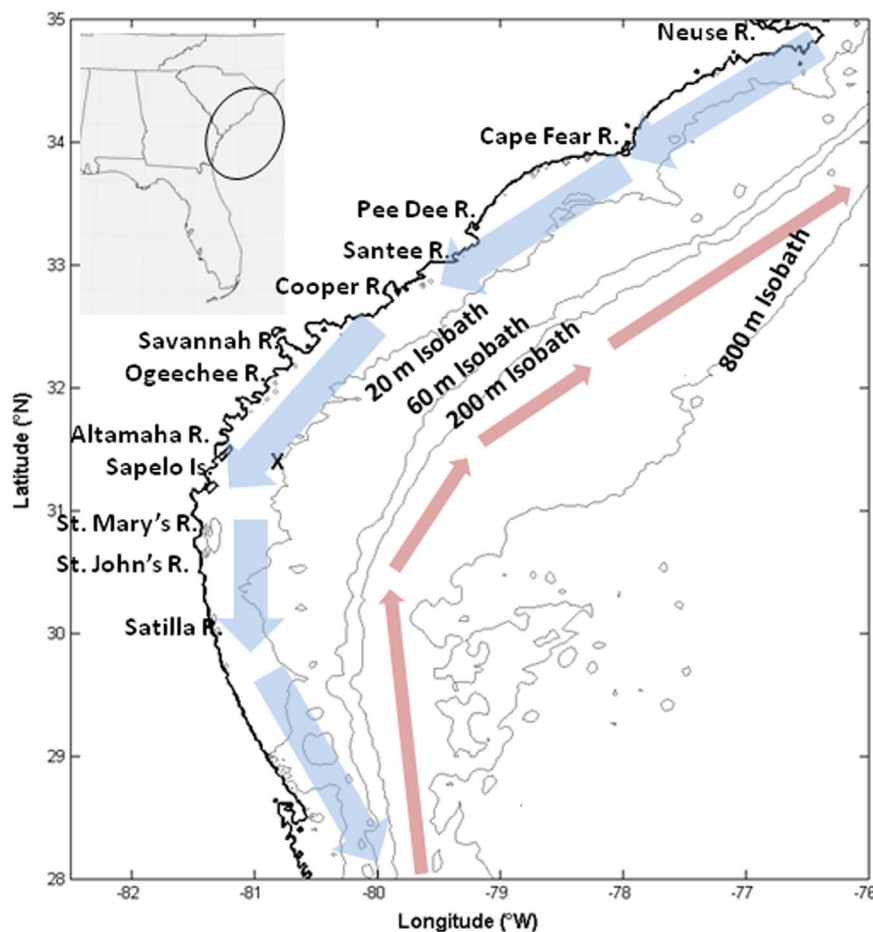 35
Neuse R.
34
Cape Fear R.
Pee Dee R.
Santee R.
33
Cooper R.
Savannah R.
20 m Isobath
60 m Isobath
200 m Isobath
800 m Isobath
Ogeechee R.
32
Latitude (°N)
Altamaha R.
X
Sapelo Is.
31
St. Mary's R.
St. John's R.
30
Satilla R.
29
28
-82
-81
-80
-79
-78
-77
-76
Longitude (°W)